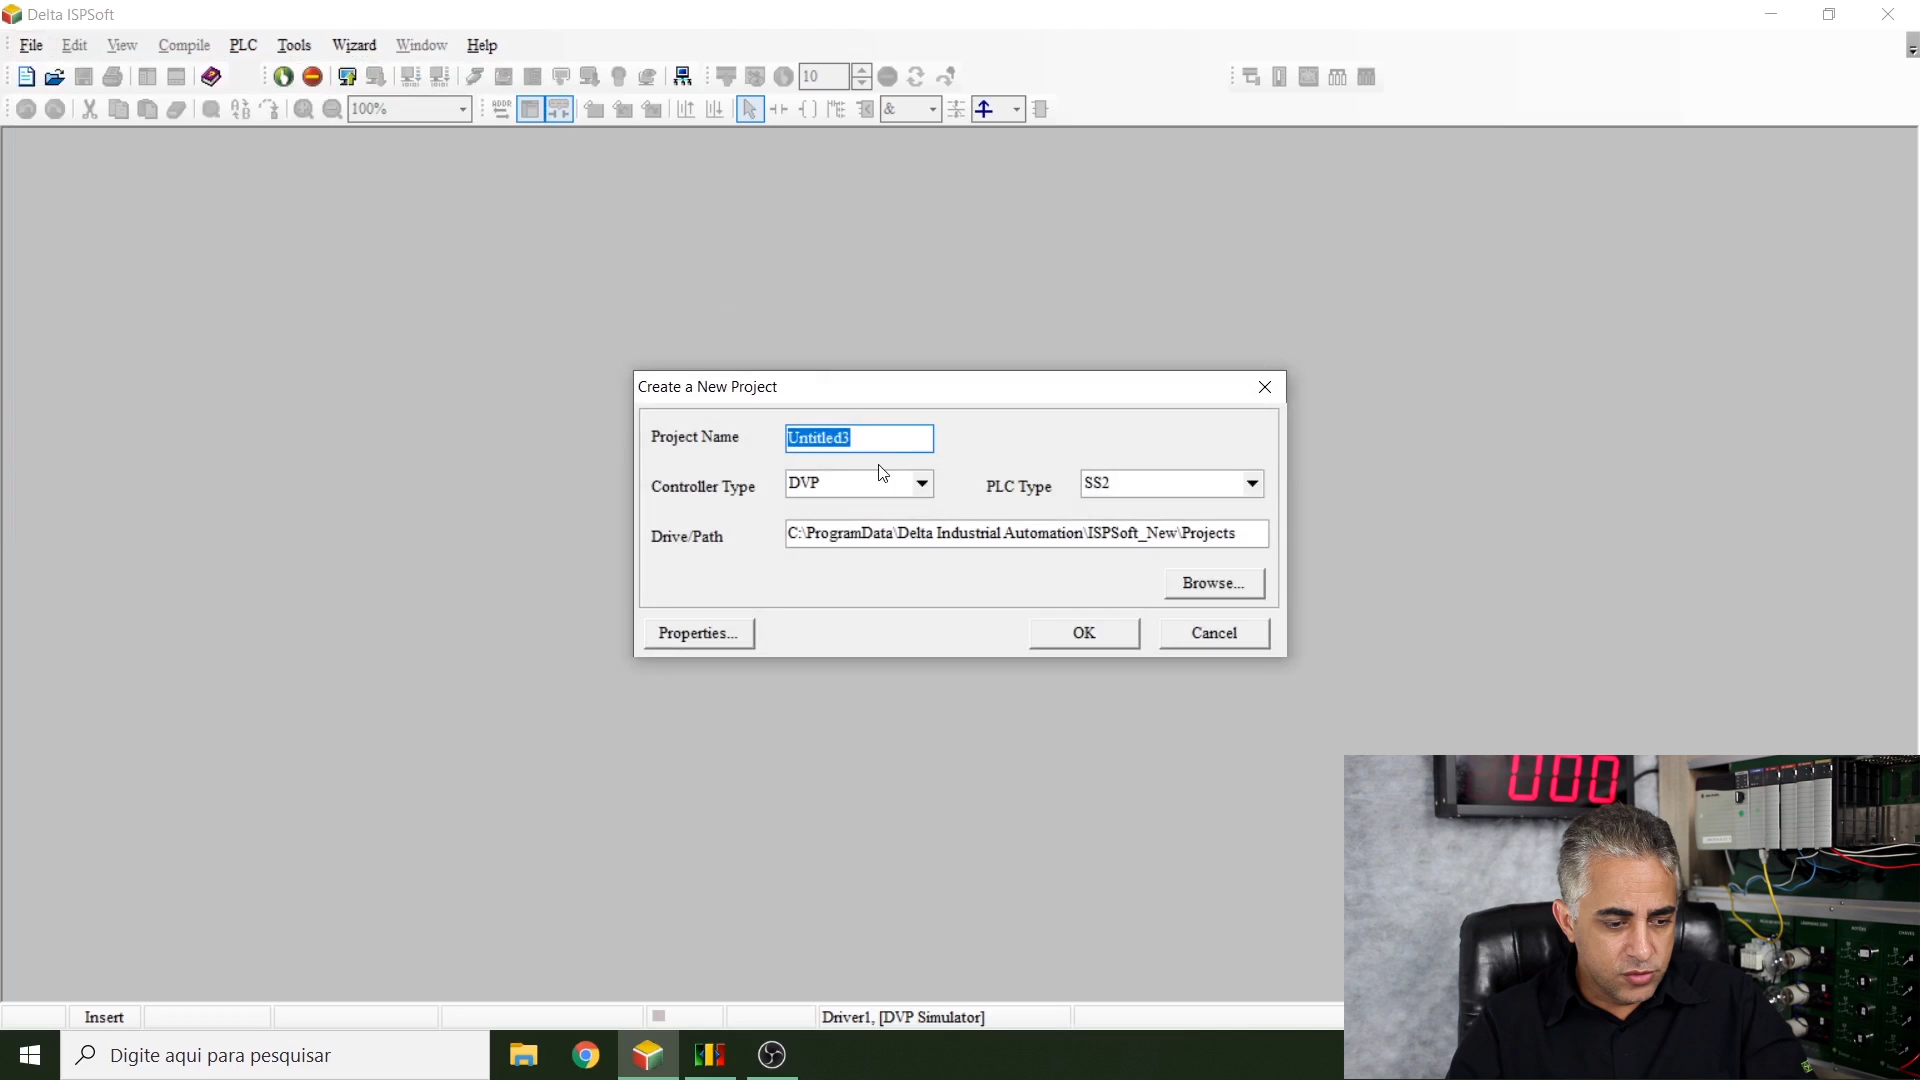 Delta ISPSoft
File Edit View Compile PLC Tools Wizard Window Help
10
100% ADDR &
Create a New Project
Project Name Untitled3
Controller Type DVP PLC Type SS2
Drive/Path C:\ProgramData\Delta Industrial Automation\ISPSoft_New\Projects
Browse...
Properties... OK Cancel
000
Insert Driver1, [DVP Simulator]
Digite aqui para pesquisar